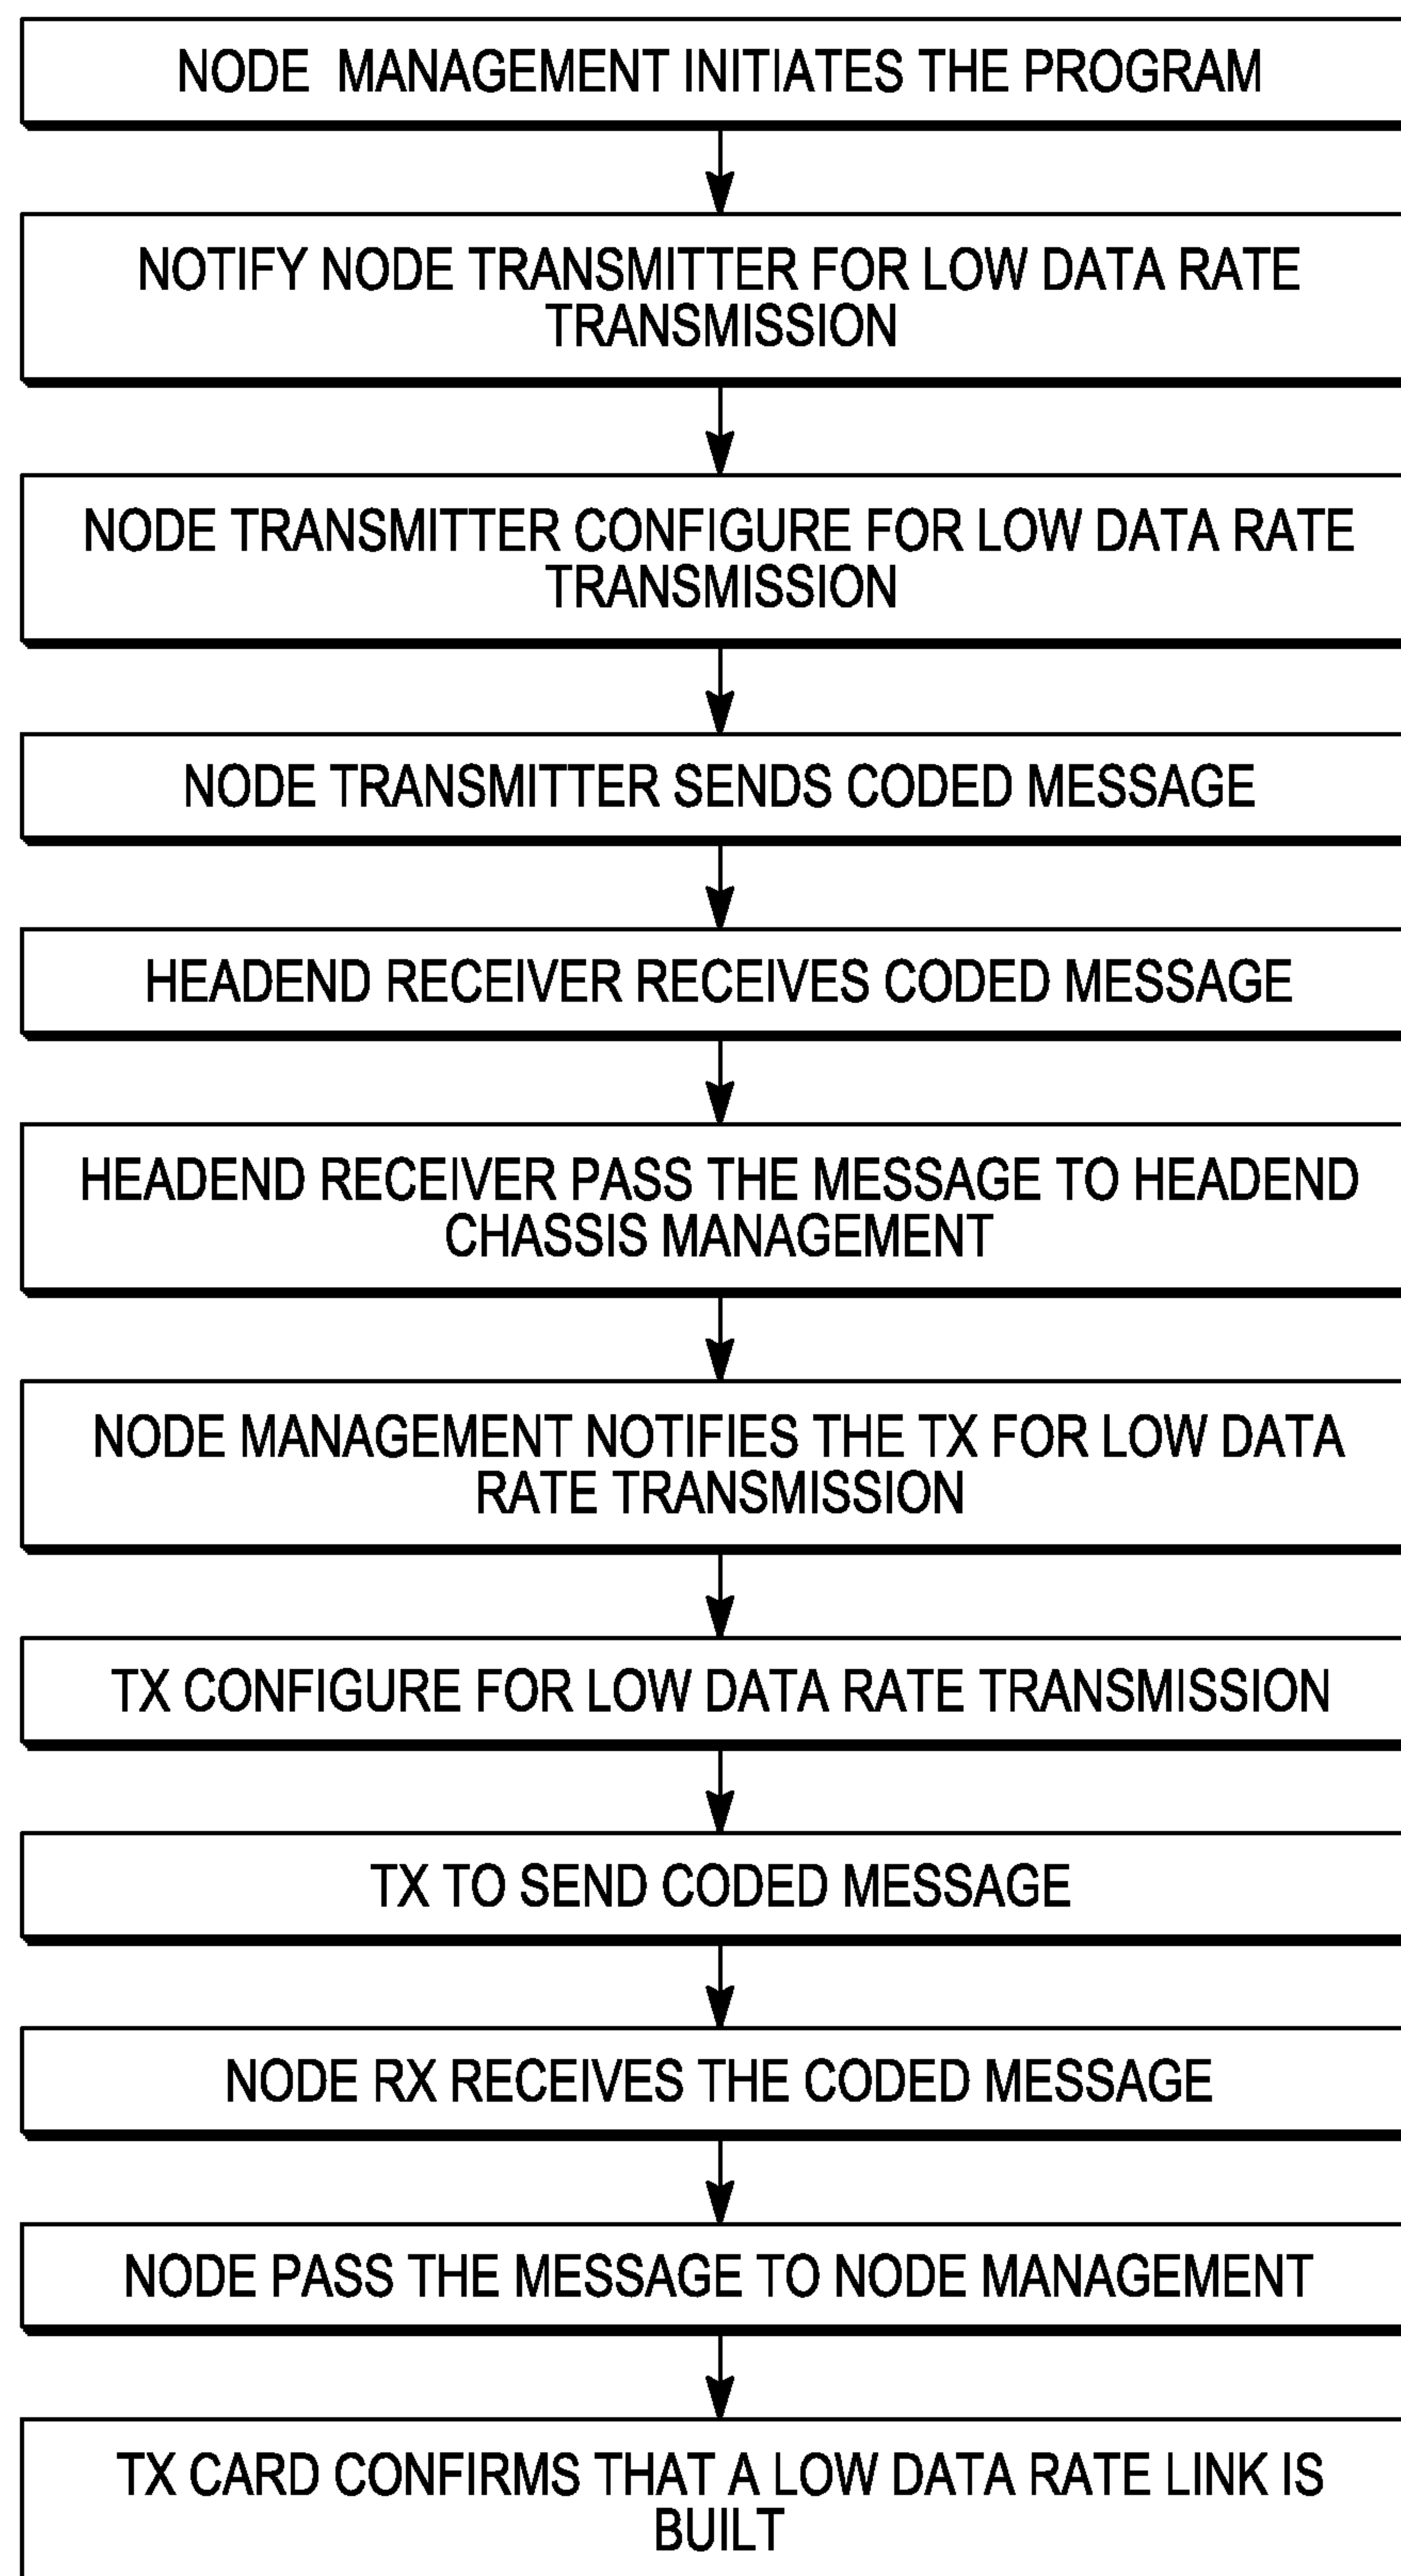 NODE MANAGEMENT INITIATES THE PROGRAM
NOTIFY NODE TRANSMITTER FOR LOW DATA RATE
TRANSMISSION
NODE TRANSMITTER CONFIGURE FOR LOW DATA RATE
TRANSMISSION
NODE TRANSMITTER SENDS CODED MESSAGE
HEADEND RECEIVER RECEIVES CODED MESSAGE
HEADEND RECEIVER PASS THE MESSAGE TO HEADEND
CHASSIS MANAGEMENT
NODE MANAGEMENT NOTIFIES THE TX FOR LOW DATA
RATE TRANSMISSION
TX CONFIGURE FOR LOW DATA RATE TRANSMISSION
TX TO SEND CODED MESSAGE
NODE RX RECEIVES THE CODED MESSAGE
NODE PASS THE MESSAGE TO NODE MANAGEMENT
TX CARD CONFIRMS THAT A LOW DATA RATE LINK IS
BUILT